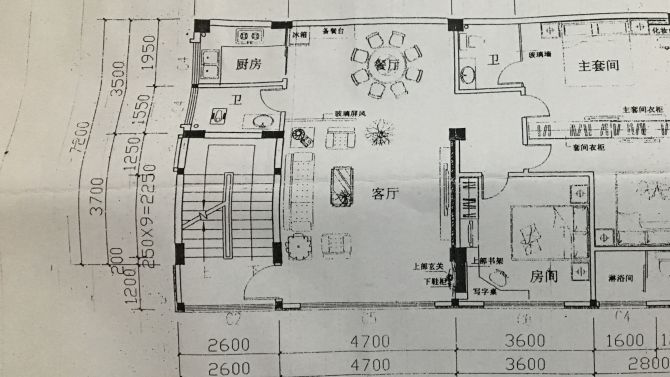 冰箱
备餐台
厨房
餐厅
卫
玻璃墙
主套间
卫
玻璃屏风
主套间衣柜
套间衣柜
客厅
上部玄关
下鞋柜
上部书架
写字桌
房间
淋浴间
上
下
1950
3500
1550
7200
1250
3700
250X9=2250
200
1200
C5
C4
2600
4700
3600
1600
2600
4700
3600
2800